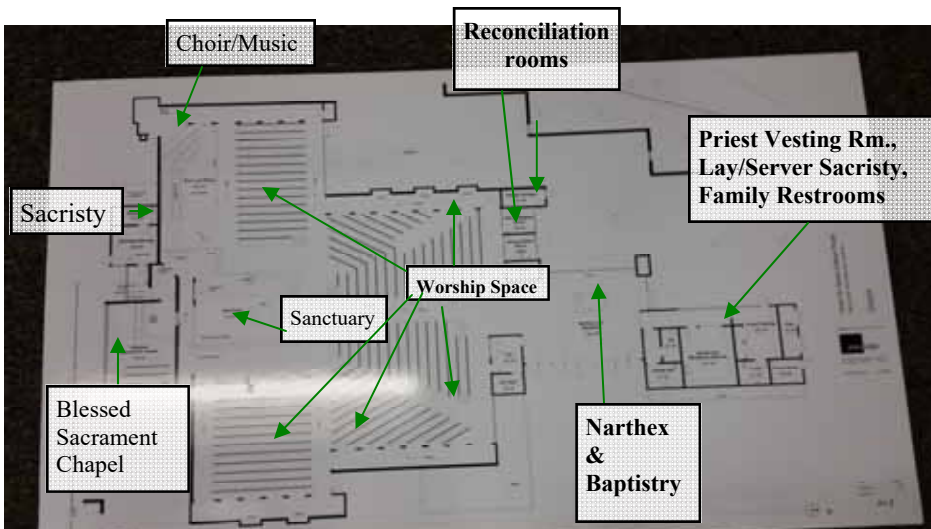 Choir/Music
Reconciliation
rooms
Priest Vesting Rm.,
Lay/Server Sacristy,
Family Restrooms
Sacristy
Worship Space
Sanctuary
Blessed
Sacrament
Chapel
Narthex
&
Baptistry